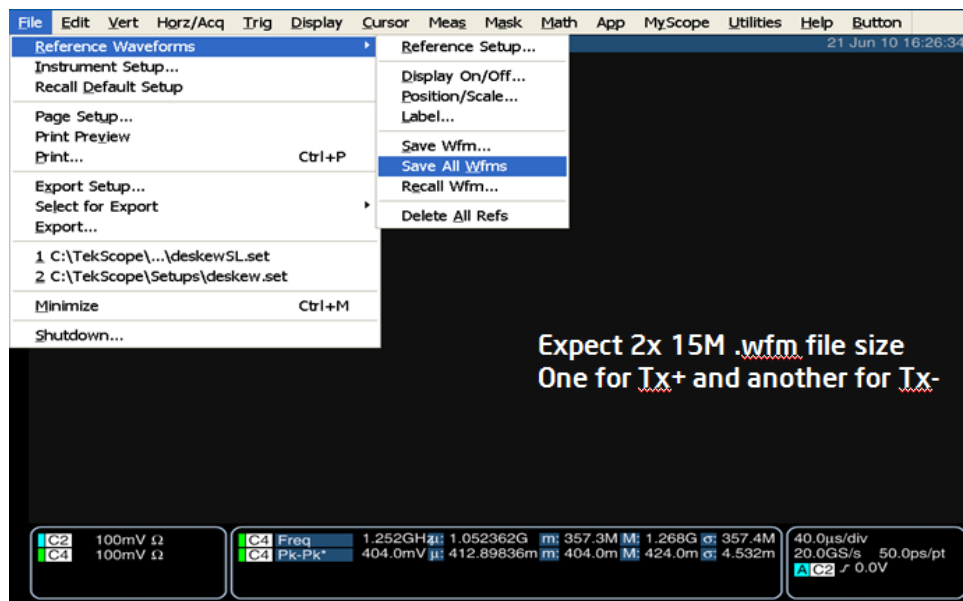 File Edit Vert Horz/Acq Trig Display Cursor Meas Mask Math App MyScope Utilities Help Button
21 Jun 10 16:26:34
Reference Waveforms
Instrument Setup...
Recall Default Setup
Page Setup...
Print Preview
Print... Ctrl+P
Export Setup...
Select for Export
Export...
1 C:\TekScope\...\deskewSL.set
2 C:\TekScope\Setups\deskew.set
Minimize Ctrl+M
Shutdown...
Reference Setup...
Display On/Off...
Position/Scale...
Label...
Save Wfm...
Save All Wfms
Recall Wfm...
Delete All Refs
Expect 2x 15M .wfm file size
One for Tx+ and another for Tx-
C2 100mV Ω
C4 100mV Ω
C4 Freq 1.252GHz μ: 1.052362G m: 357.3M M: 1.268G σ: 357.4M
C4 Pk-Pk* 404.0mV μ: 412.89836m m: 404.0m M: 424.0m σ: 4.532m
40.0μs/div
20.0GS/s 50.0ps/pt
A C2 0.0V